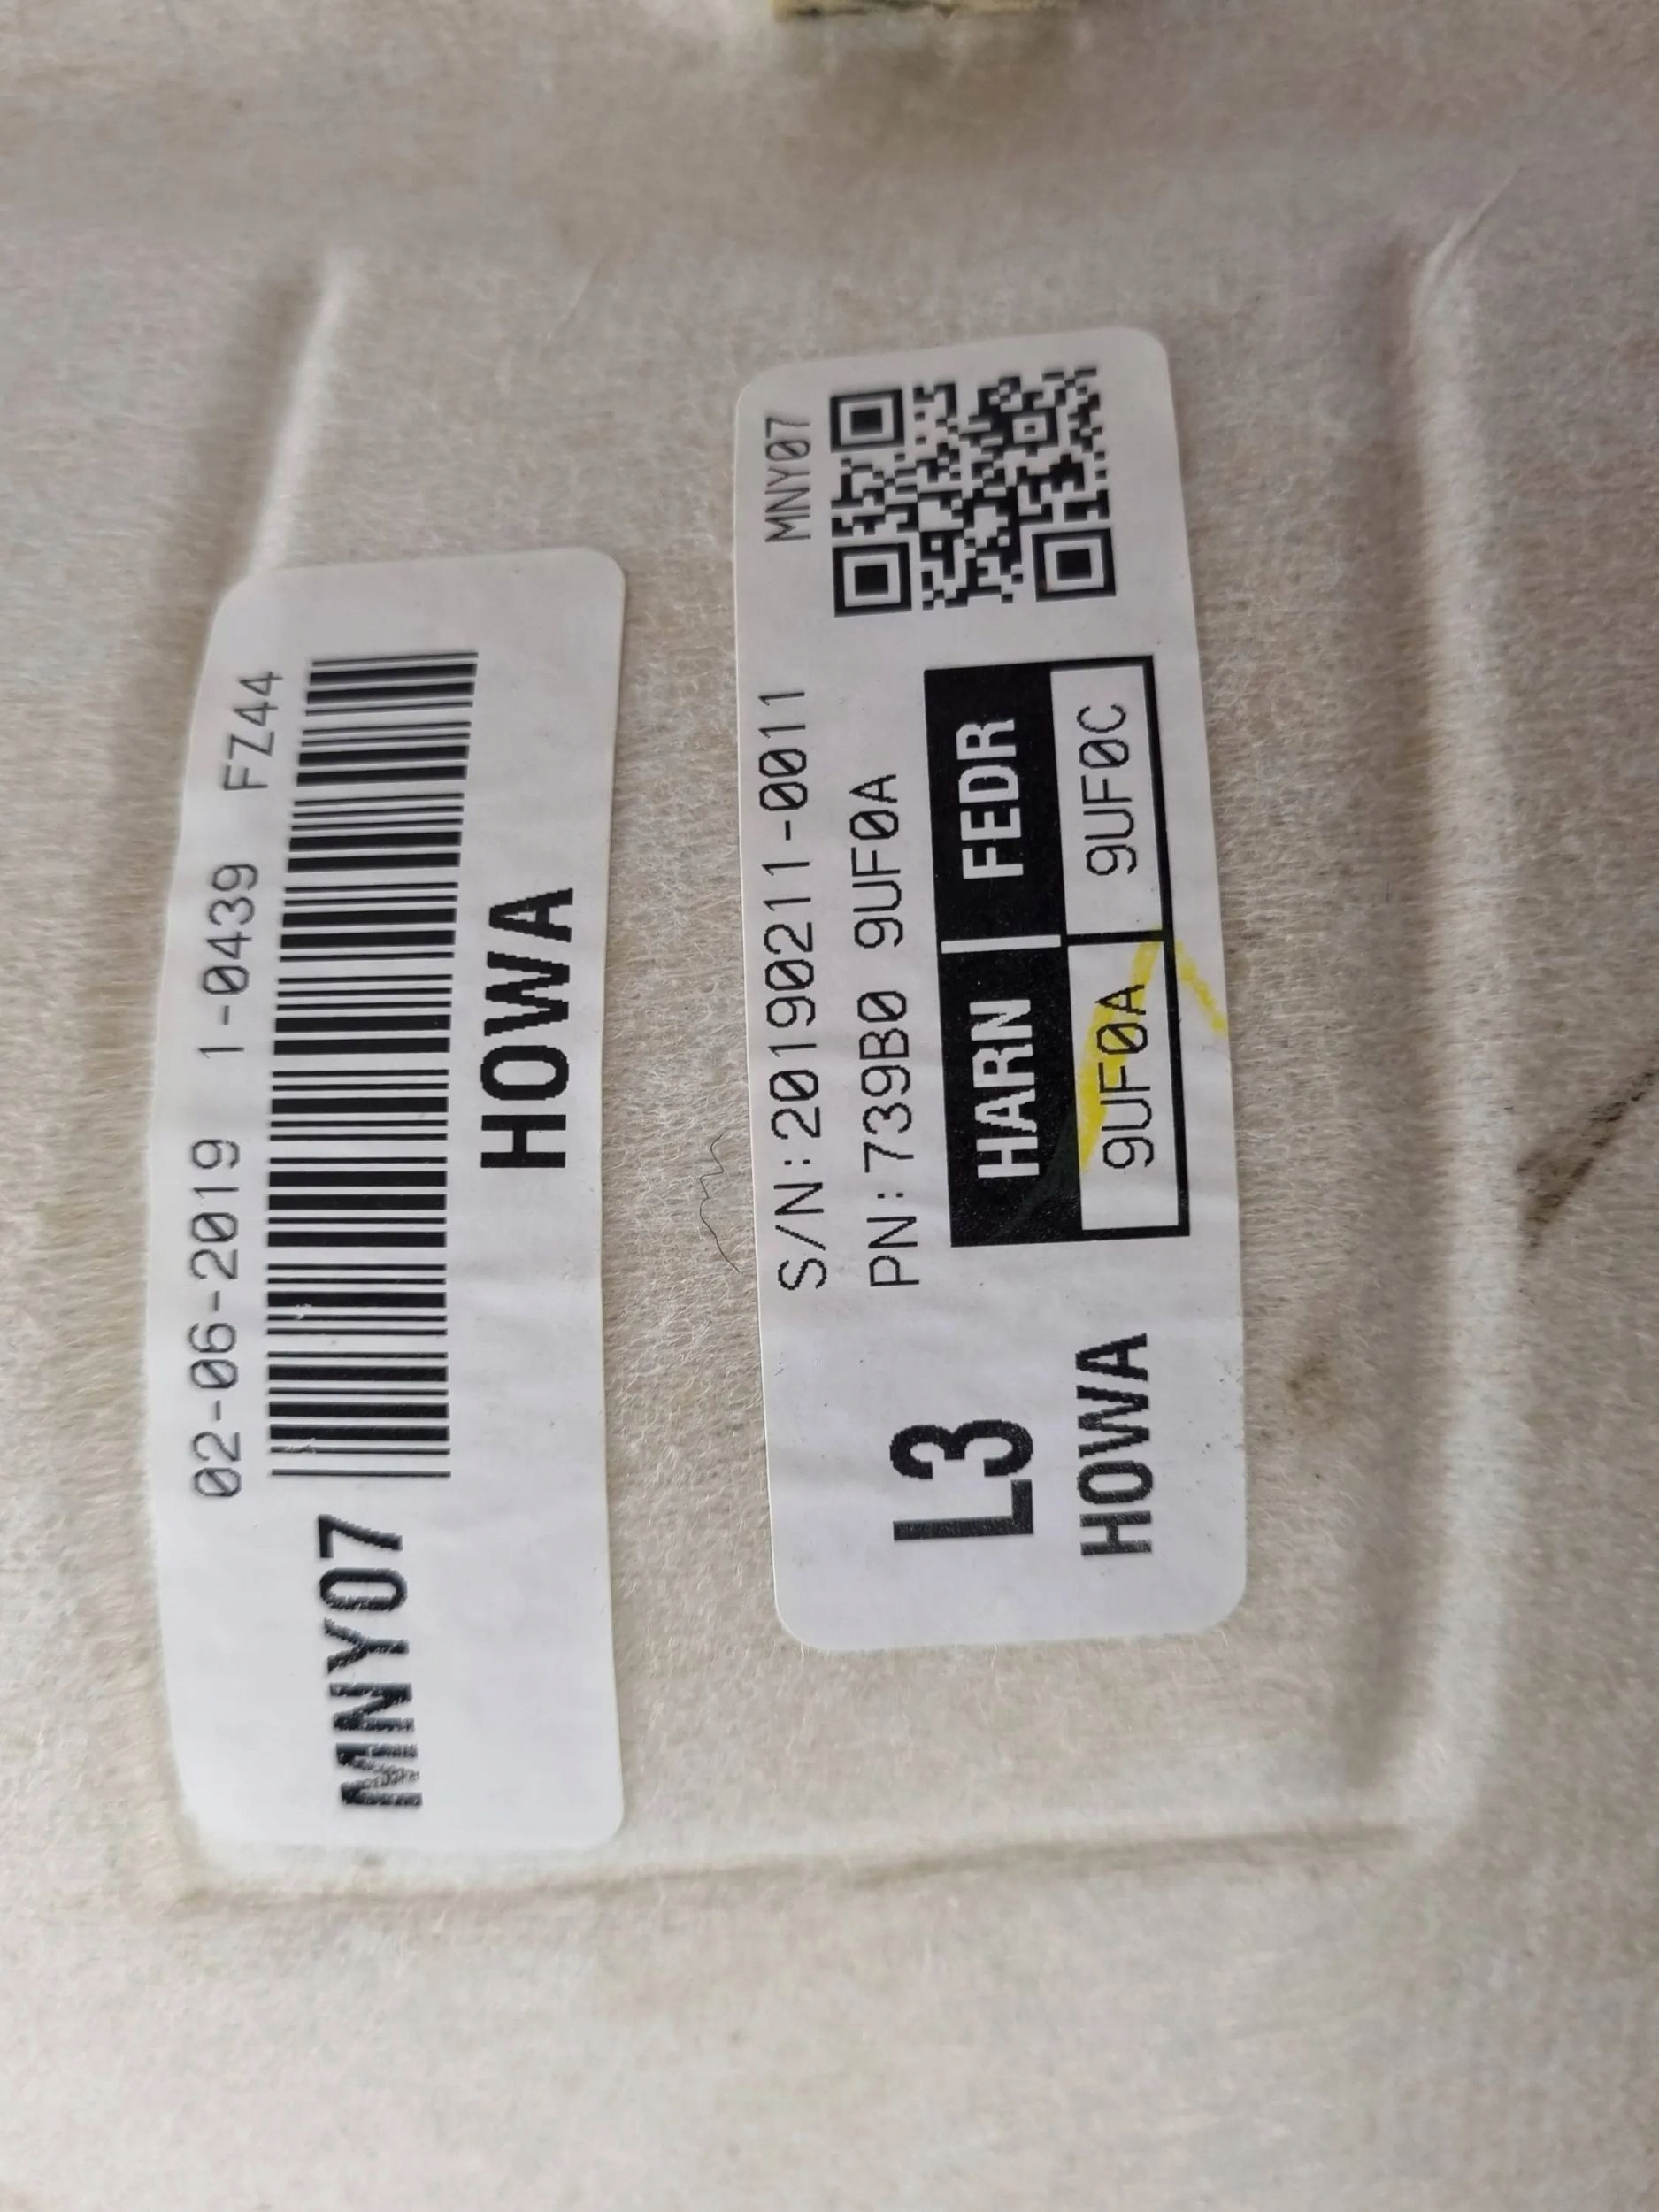 02-06-2019 1-0439 FZ44
MNY07
HOWA
S/N:20190211-0011 MNY07
PN:739B0 9UF0A
L3
HARN FEDR
9UF0A 9UF0C
HOWA